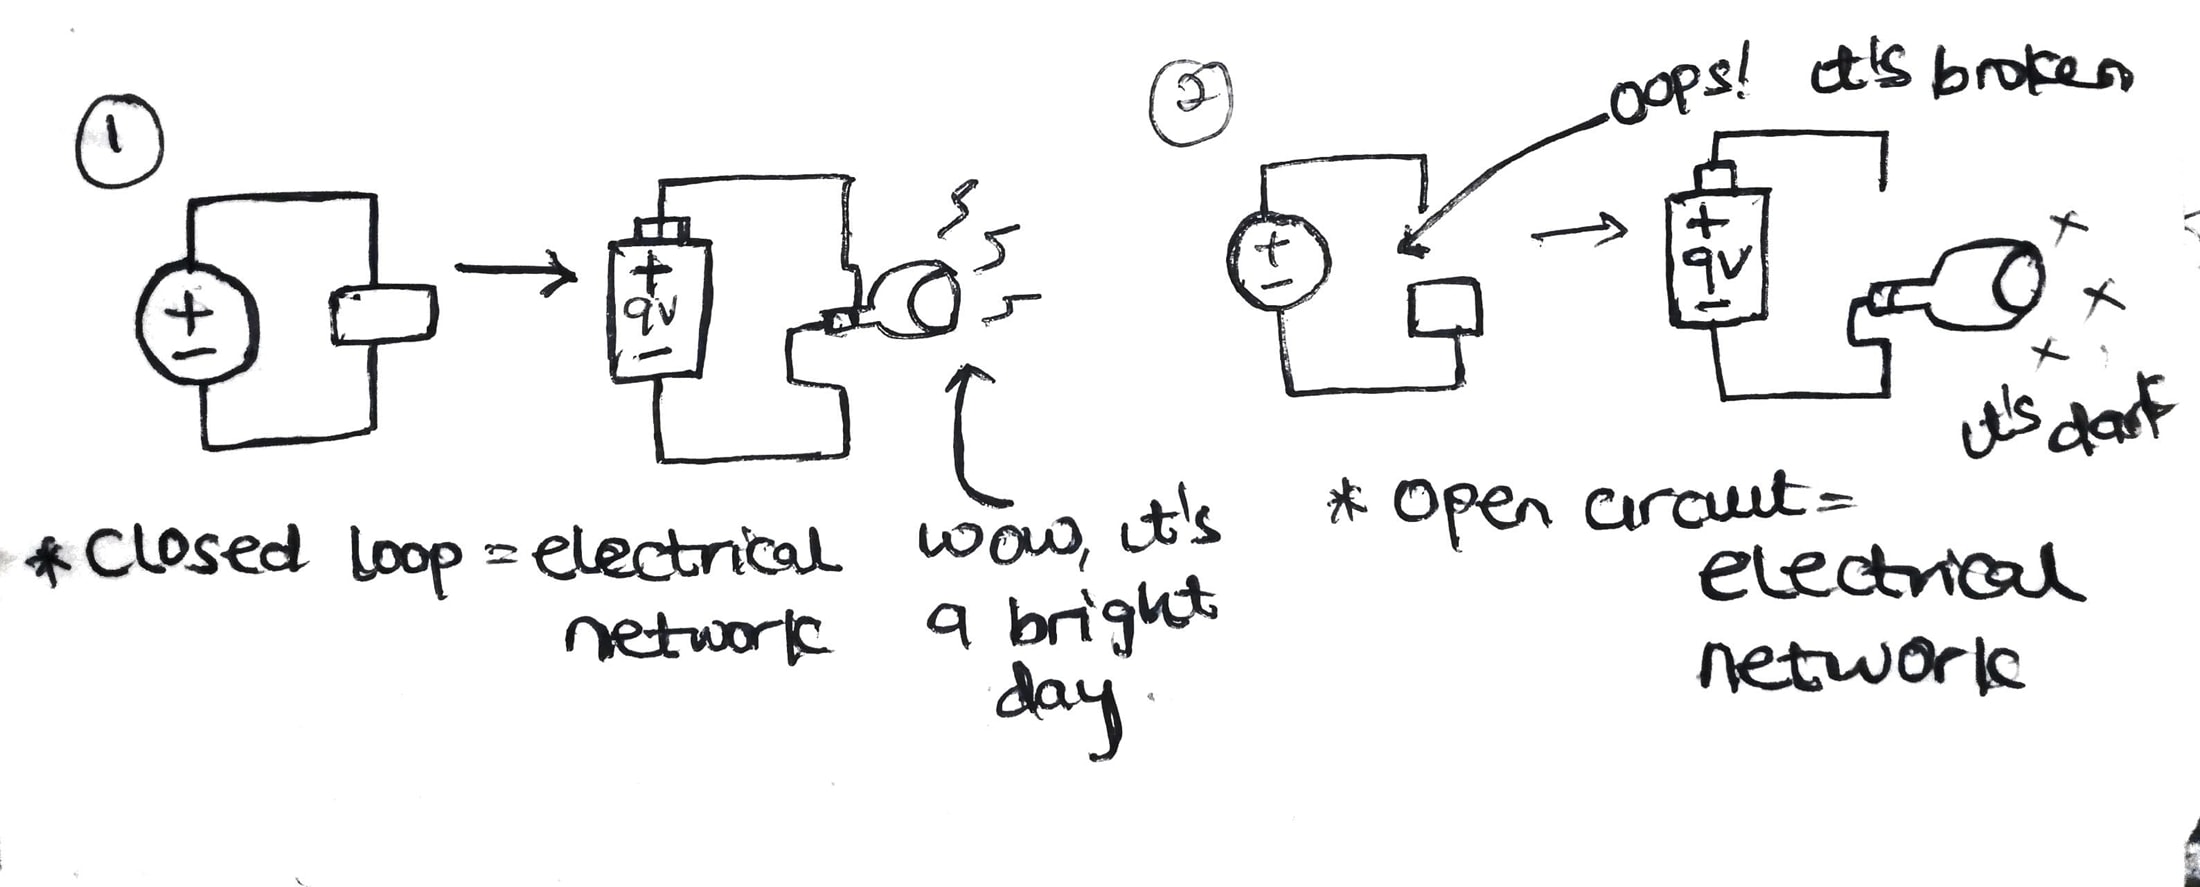 1
+
-
+
9V
-
* Closed loop = electrical
network
wow, it's
a bright
day
2
oops! it's broken
+
-
+
9V
-
it's dark
* Open circuit =
electrical
network